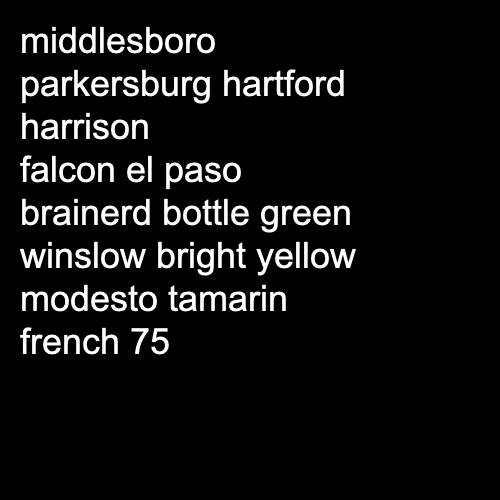 middlesboro
parkersburg hartford
harrison
falcon el paso
brainerd bottle green
winslow bright yellow
modesto tamarin
french 75